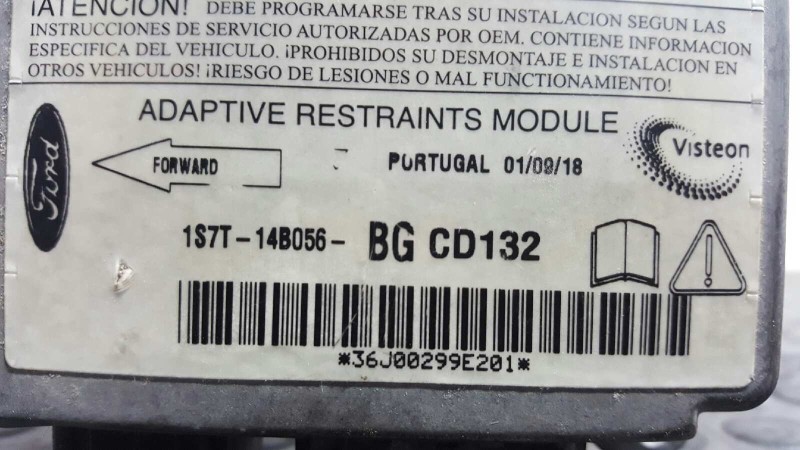 ¡ATENCION! DEBE PROGRAMARSE TRAS SU INSTALACION SEGUN LAS
INSTRUCCIONES DE SERVICIO AUTORIZADAS POR OEM. CONTIENE INFORMACION
ESPECIFICA DEL VEHICULO. ¡PROHIBIDOS SU DESMONTAJE E INSTALACION EN
OTROS VEHICULOS! ¡RIESGO DE LESIONES O MAL FUNCIONAMIENTO!
ADAPTIVE RESTRAINTS MODULE
Ford
FORWARD
PORTUGAL 01/09/18
Visteon
1S7T-14B056- BG CD132
*36J00299E201*